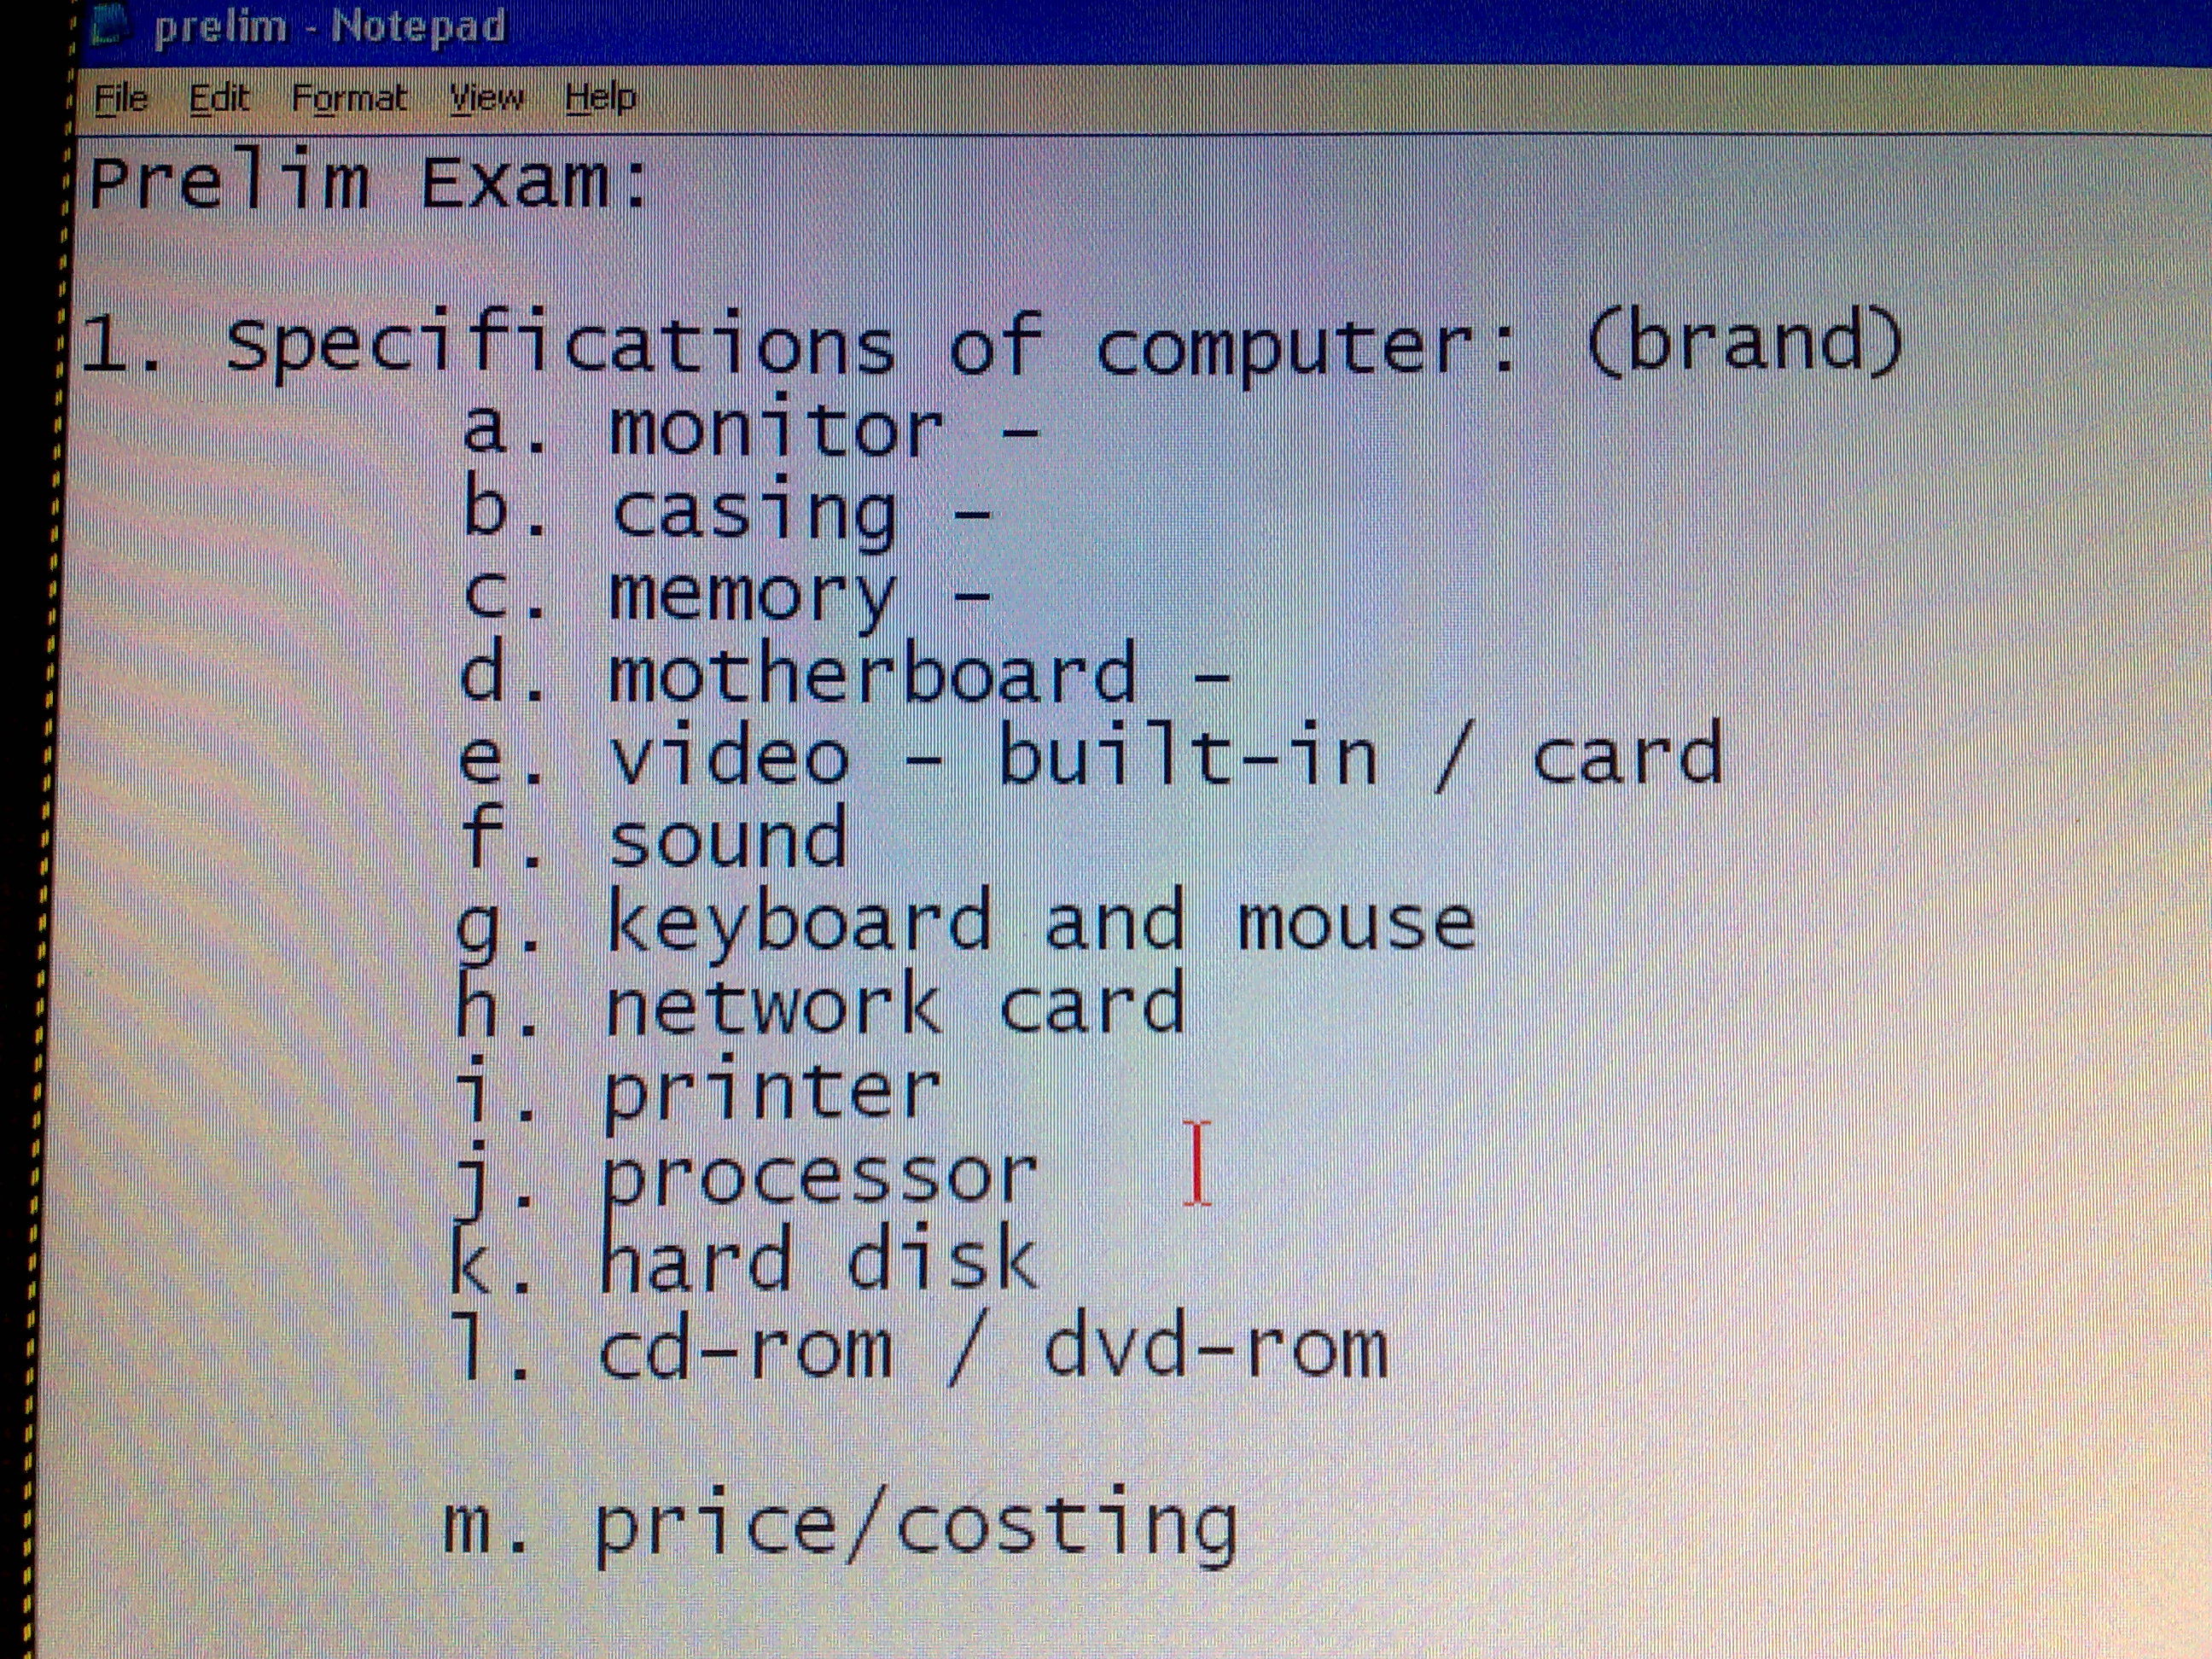 prelim - Notepad
File Edit Format View Help
Prelim Exam:
1. Specifications of computer: (brand)
a. monitor -
b. casing -
c. memory -
d. motherboard -
e. video - built-in / card
f. sound
g. keyboard and mouse
h. network card
i. printer
j. processor
k. hard disk
l. cd-rom / dvd-rom
m. price/costing